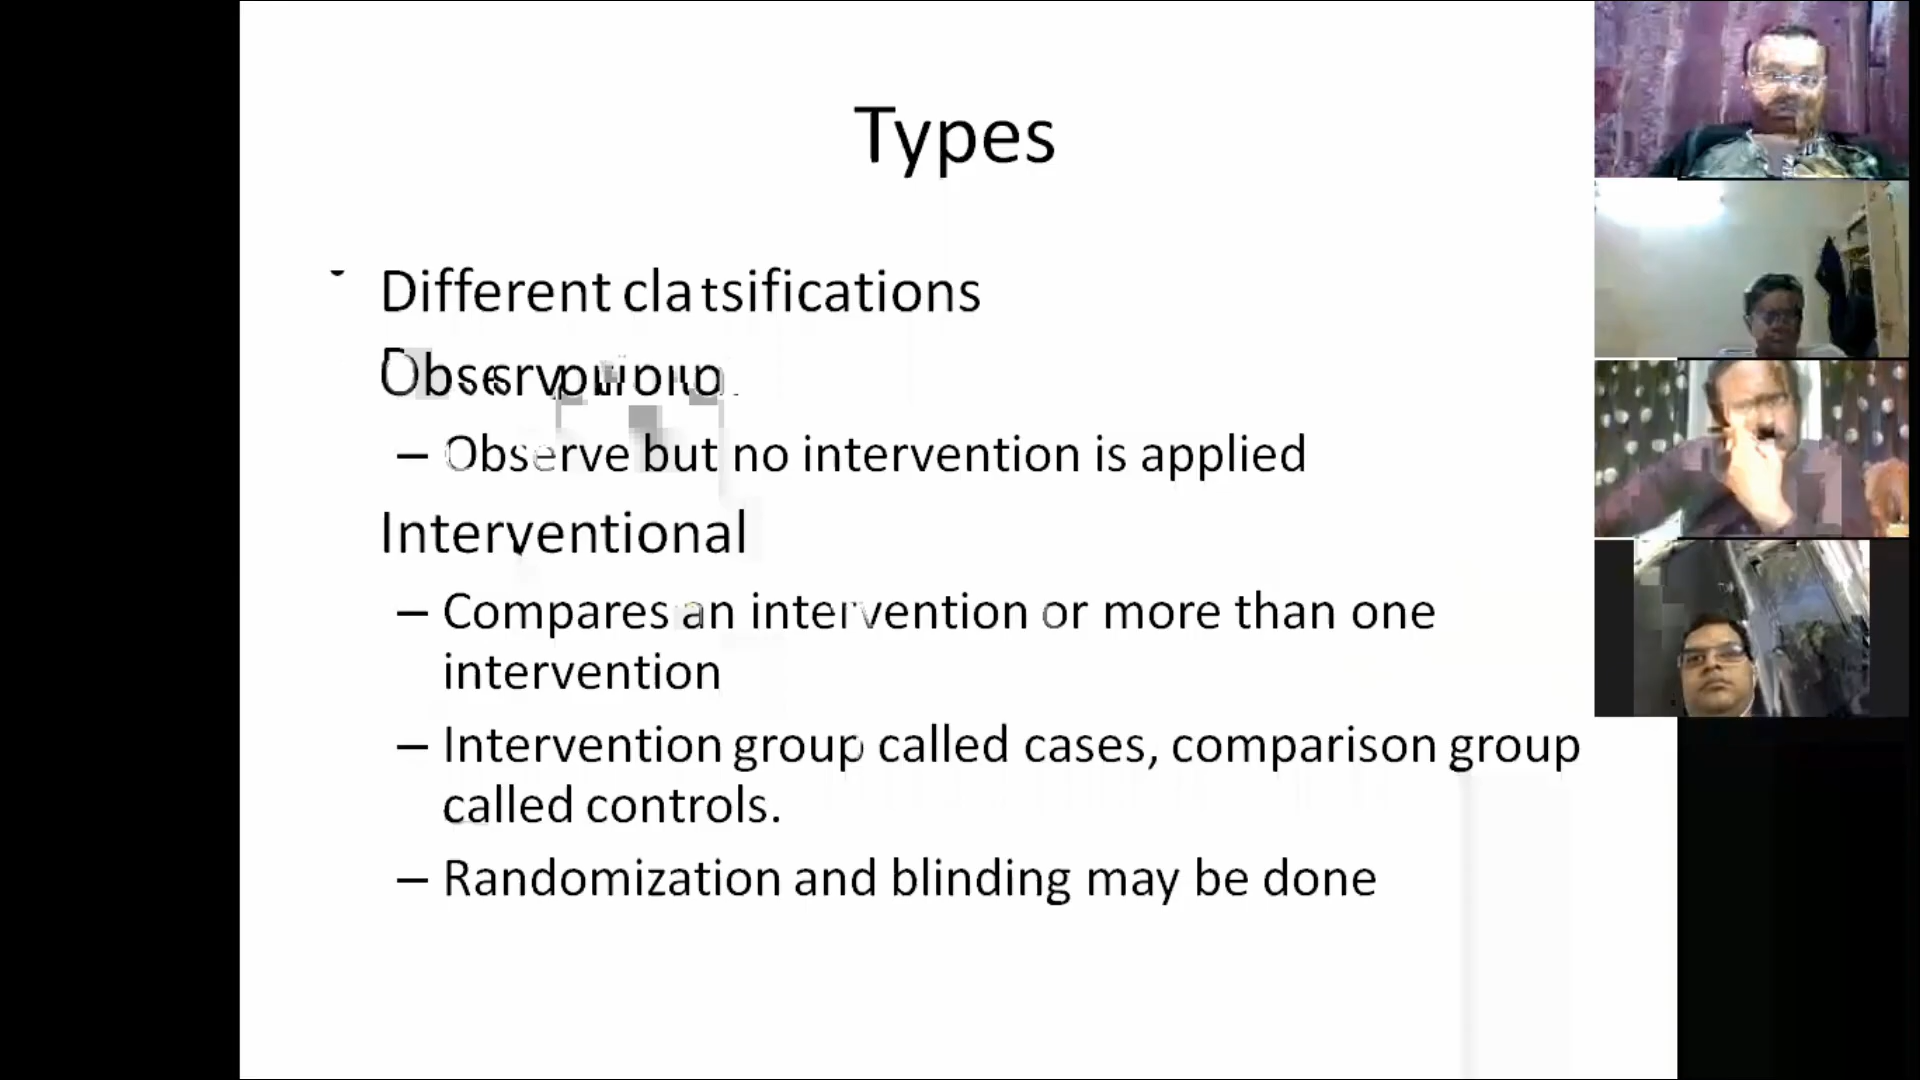 Types
Different clatsifications
– Observe but no intervention is applied
Interventional
– Compares an intervention or more than one
intervention
– Intervention group called cases, comparison group
called controls.
– Randomization and blinding may be done